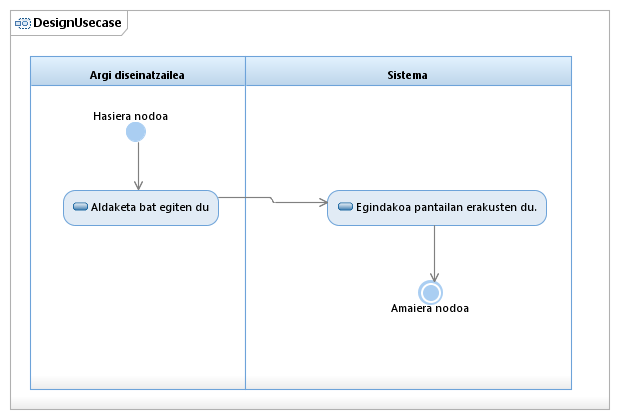 DesignUsecase
Argi diseinatzailea
Sistema
Hasiera nodoa
Aldaketa bat egiten du
Egindakoa pantailan erakusten du.
Amaiera nodoa